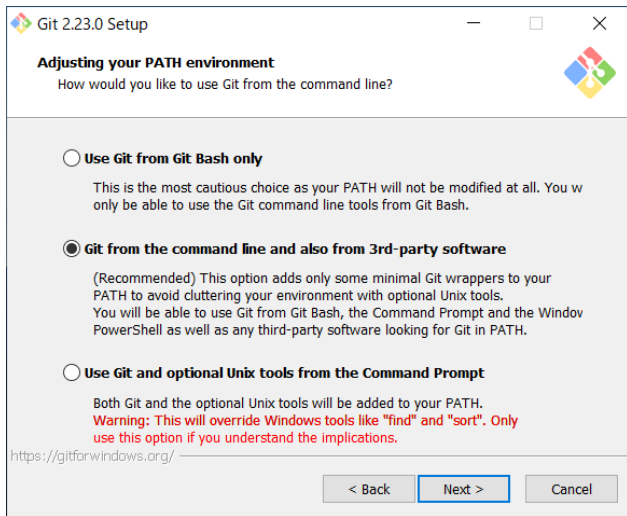 Git 2.23.0 Setup
Adjusting your PATH environment
How would you like to use Git from the command line?
Use Git from Git Bash only
This is the most cautious choice as your PATH will not be modified at all. You w
only be able to use the Git command line tools from Git Bash.
Git from the command line and also from 3rd-party software
(Recommended) This option adds only some minimal Git wrappers to your
PATH to avoid cluttering your environment with optional Unix tools.
You will be able to use Git from Git Bash, the Command Prompt and the Window
PowerShell as well as any third-party software looking for Git in PATH.
Use Git and optional Unix tools from the Command Prompt
Both Git and the optional Unix tools will be added to your PATH.
Warning: This will override Windows tools like "find" and "sort". Only
use this option if you understand the implications.
https://gitforwindows.org/
< Back Next > Cancel